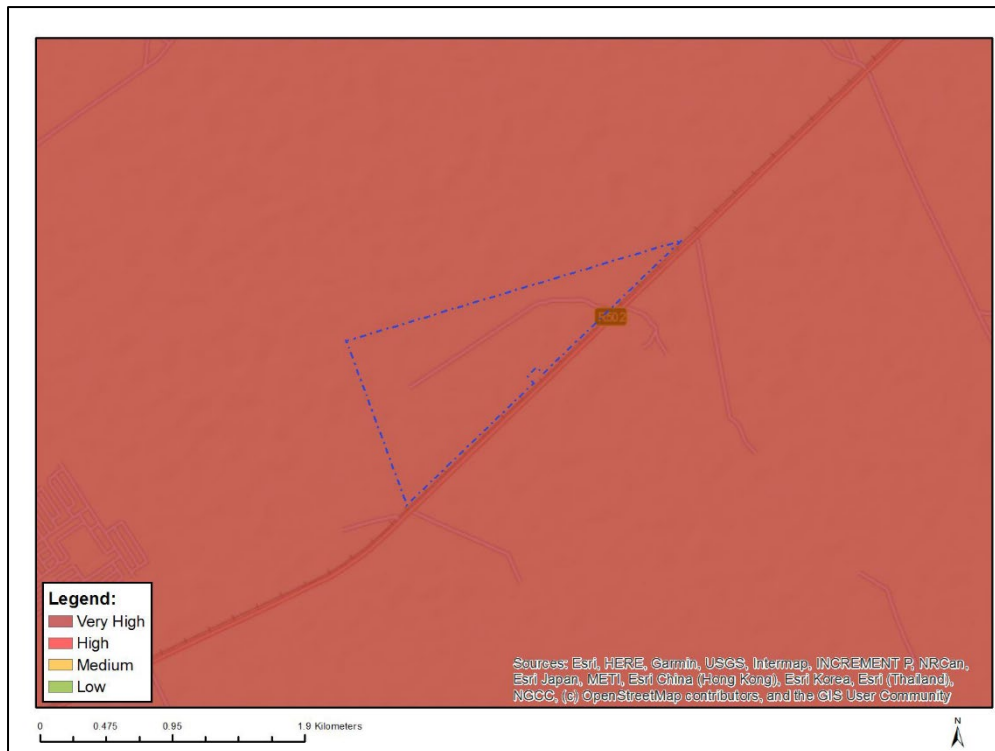 R502
Legend:
Very High
High
Medium
Low
Sources: Esri, HERE, Garmin, USGS, Intermap, INCREMENT P, NRCan,
Esri Japan, METI, Esri China (Hong Kong), Esri Korea, Esri (Thailand),
NGCC, (c) OpenStreetMap contributors, and the GIS User Community
0 0.475 0.95 1.9 Kilometers
N